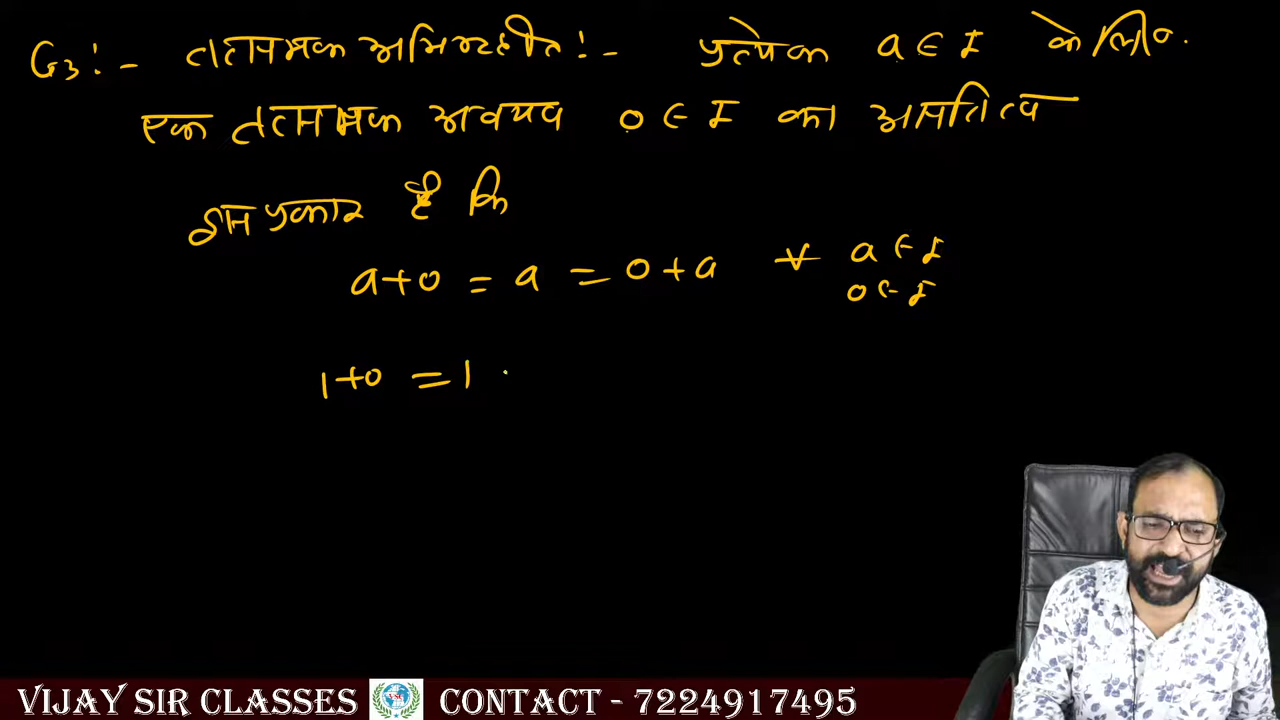 G3:- तत्समक अभिग्रहीत:- प्रत्येक a ∈ I के लिए.
एक तत्समक अवयव 0 ∈ I का अस्तित्व
इस प्रकार है कि
a+0 = a = 0+a ∀ a ∈ I
0 ∈ I
1+0 = 1
VIJAY SIR CLASSES CONTACT - 7224917495